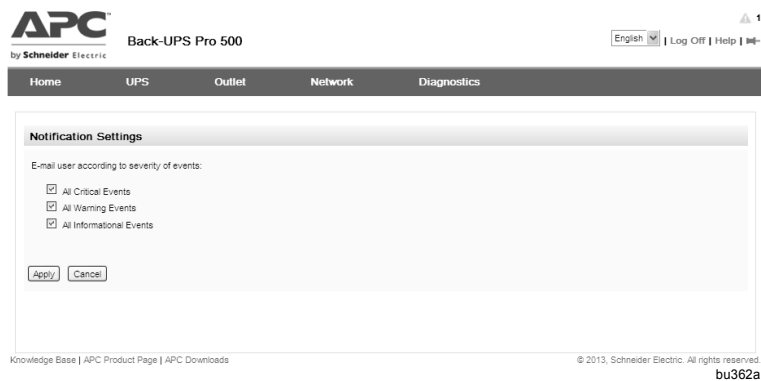 APC
by Schneider Electric
Back-UPS Pro 500
1
English | Log Off | Help |
Home UPS Outlet Network Diagnostics
Notification Settings
E-mail user according to severity of events:
All Critical Events
All Warning Events
All Informational Events
Apply Cancel
Knowledge Base | APC Product Page | APC Downloads
© 2013, Schneider Electric. All rights reserved.
bu362a